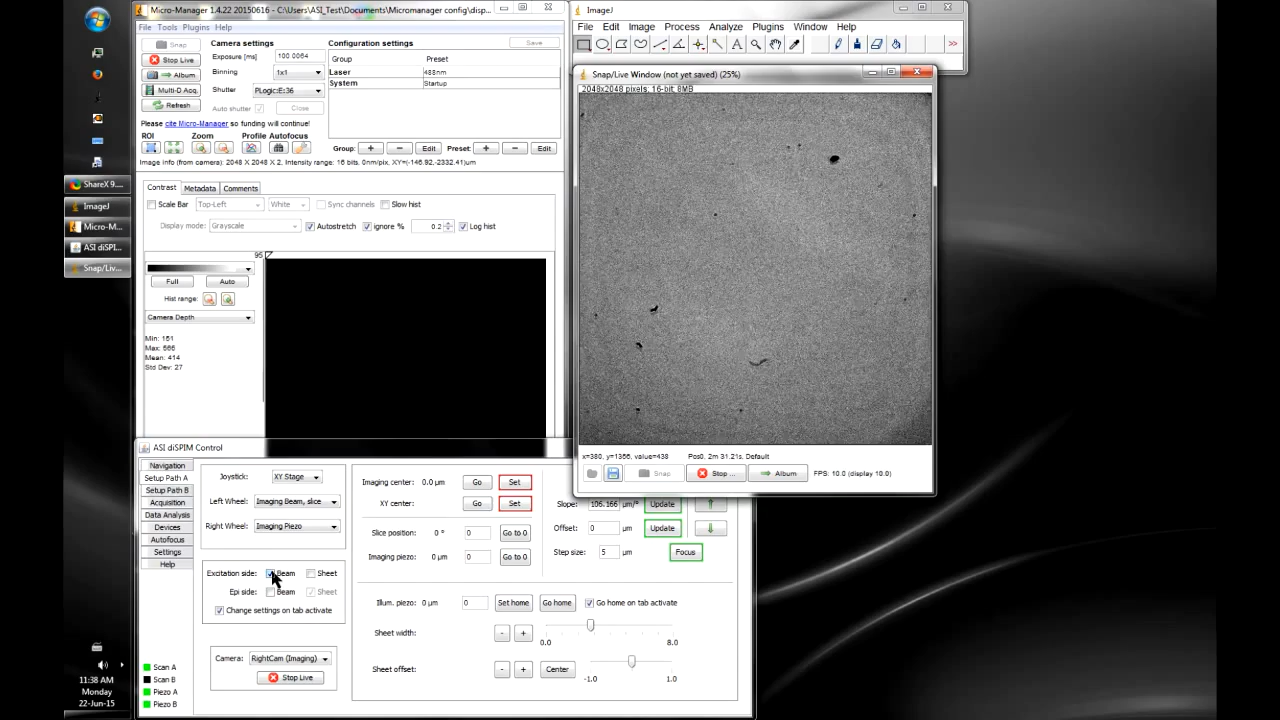 Micro-Manager 1.4.22 20150616 - C:\Users\ASI_Test\Documents\Micromanager config\disp...
File Tools Plugins Help
Snap
Stop Live
Album
Multi-D Acq.
Refresh
Camera settings
Exposure [ms] 100.0064
Binning 1x1
Shutter PLogic:E:36
Auto shutter Close
Configuration settings
Save
Group Preset
Laser 488nm
System Startup
Please cite Micro-Manager so funding will continue!
ROI Zoom Profile Autofocus
Group: + - Edit Preset: + - Edit
Image info (from camera): 2048 X 2048 X 2, Intensity range: 16 bits, 0nm/pix, XY=(-146.92,-2332.41)um
Contrast Metadata Comments
Scale Bar Top-Left White Sync channels Slow hist
Display mode: Grayscale Autostretch ignore % 0.2 Log hist
95
Full Auto
Hist range:
Camera Depth
Min: 151
Max: 566
Mean: 414
Std Dev: 27
ImageJ
File Edit Image Process Analyze Plugins Window Help
A
>>
Snap/Live Window (not yet saved) (25%)
2048x2048 pixels; 16-bit; 8MB
x=380, y=1366, value=438 Pos0, 2m 31.21s. Default
Snap Stop ... Album FPS: 10.0 (display 10.0)
ShareX 9....
ImageJ
Micro-M...
ASI diSPI...
Snap/Liv...
ASI diSPIM Control
Navigation
Setup Path A
Setup Path B
Acquisition
Data Analysis
Devices
Autofocus
Settings
Help
Joystick: XY Stage
Left Wheel: Imaging Beam, slice
Right Wheel: Imaging Piezo
Excitation side: Beam Sheet
Epi side: Beam Sheet
Change settings on tab activate
Camera: RightCam (Imaging)
Stop Live
Imaging center: 0.0 µm Go Set
XY center: Go Set
Slice position: 0 ° 0 Go to 0
Imaging piezo: 0 µm 0 Go to 0
Slope: 106.166 µm/° Update
Offset: 0 µm Update
Step size: 5 µm Focus
Illum. piezo: 0 µm 0 Set home Go home Go home on tab activate
Sheet width: - + 0.0 8.0
Sheet offset: - + Center -1.0 1.0
Scan A
Scan B
Piezo A
Piezo B
11:38 AM
Monday
22-Jun-15